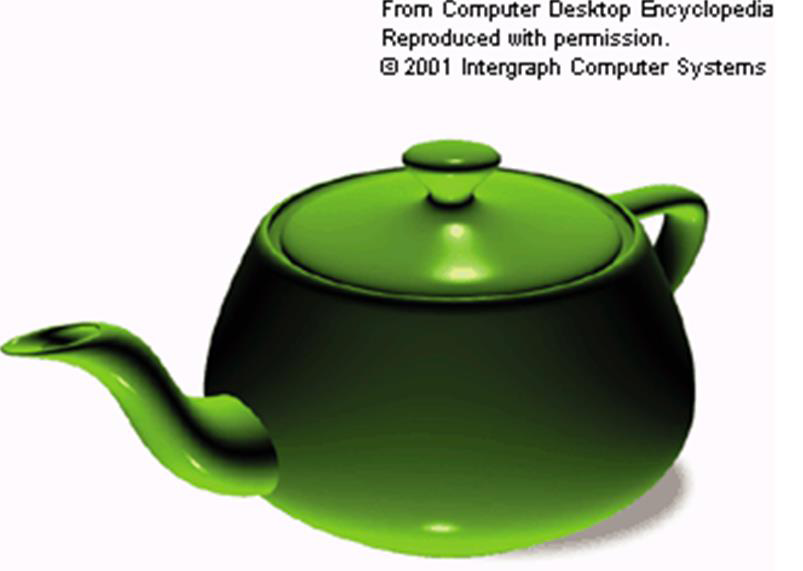 From Computer Desktop Encyclopedia
Reproduced with permission.
© 2001 Intergraph Computer Systems